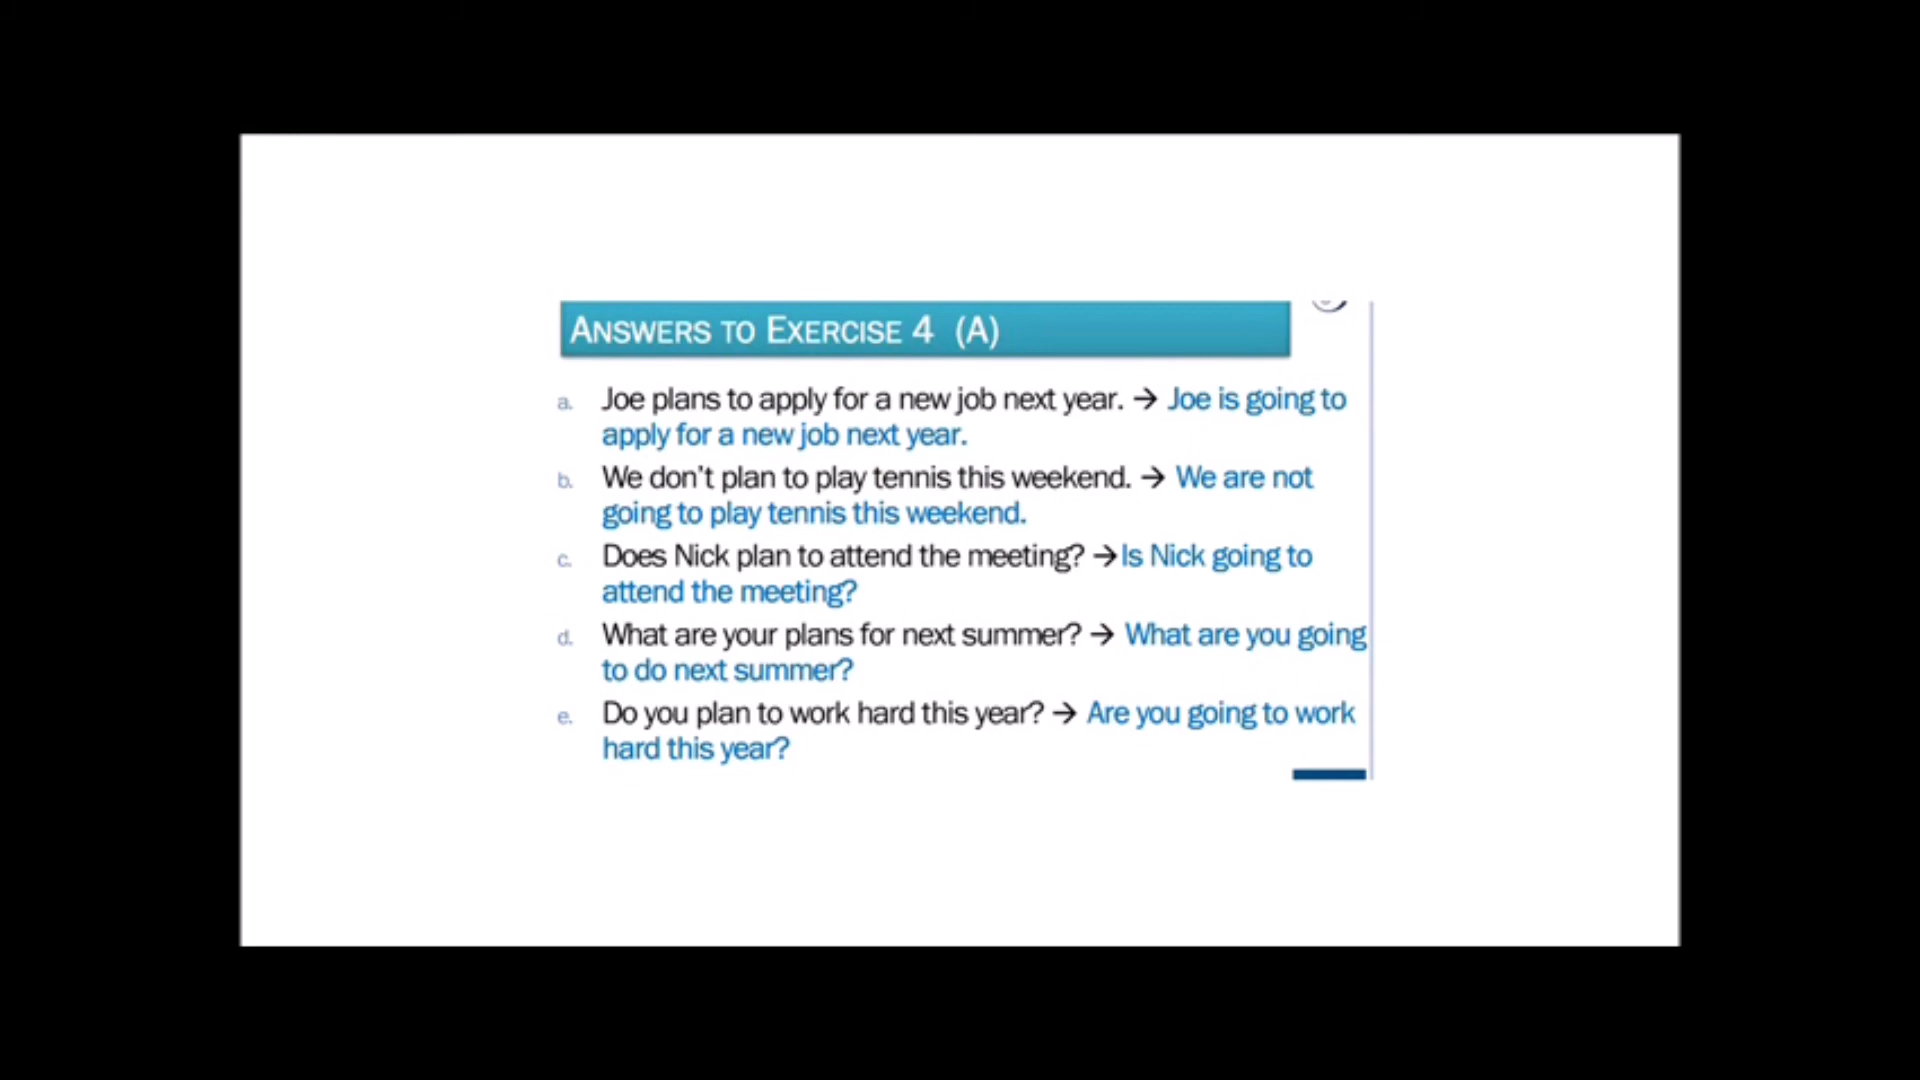 ANSWERS TO EXERCISE 4 (A)
a. Joe plans to apply for a new job next year. → Joe is going to
apply for a new job next year.
b. We don't plan to play tennis this weekend. → We are not
going to play tennis this weekend.
c. Does Nick plan to attend the meeting? →Is Nick going to
attend the meeting?
d. What are your plans for next summer? → What are you going
to do next summer?
e. Do you plan to work hard this year? → Are you going to work
hard this year?